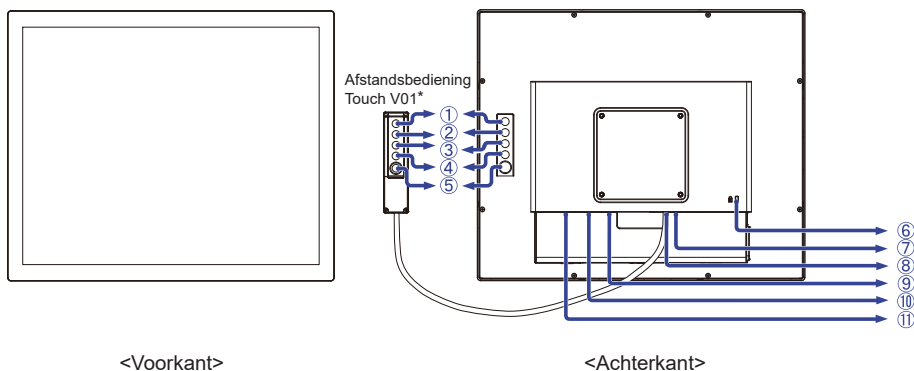 Afstandsbediening
Touch V01*
①
②
③
④
⑤
⑥
⑦
⑧
⑨
⑩
⑪
<Voorkant>
<Achterkant>